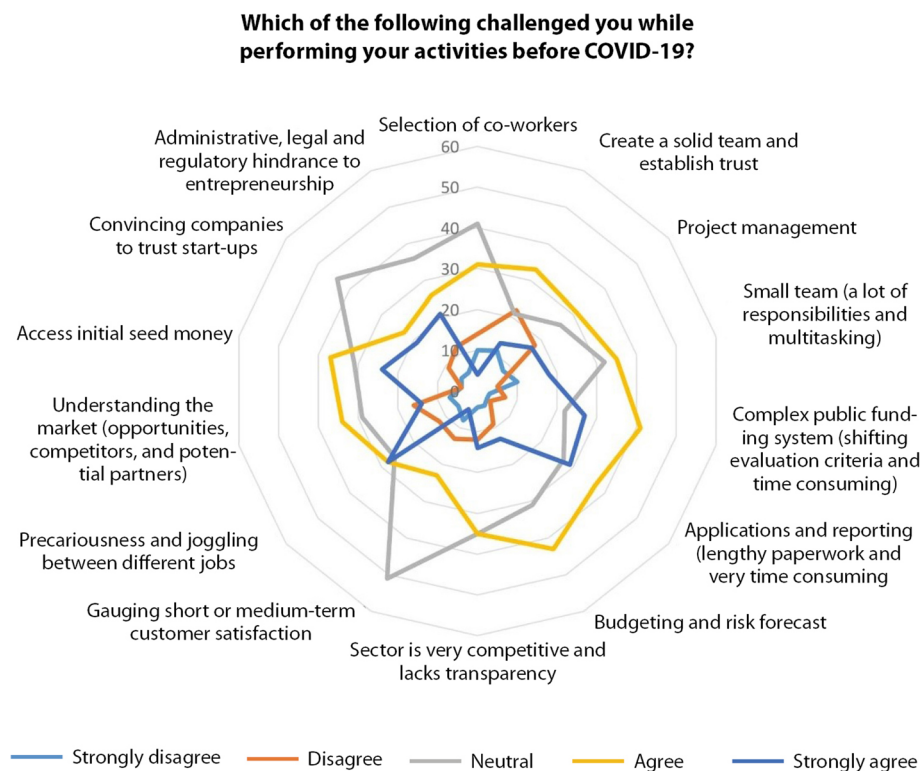 Which of the following challenged you while
performing your activities before COVID-19?
Selection of co-workers
Create a solid team and
establish trust
Project management
Small team (a lot of
responsibilities and
multitasking)
Complex public fund-
ing system (shifting
evaluation criteria and
time consuming)
Applications and reporting
(lengthy paperwork and
very time consuming
Budgeting and risk forecast
Sector is very competitive and
lacks transparency
Gauging short or medium-term
customer satisfaction
Precariousness and joggling
between different jobs
Understanding the
market (opportunities,
competitors, and poten-
tial partners)
Access initial seed money
Convincing companies
to trust start-ups
Administrative, legal and
regulatory hindrance to
entrepreneurship
60
50
40
30
20
10
0
Strongly disagree
Disagree
Neutral
Agree
Strongly agree